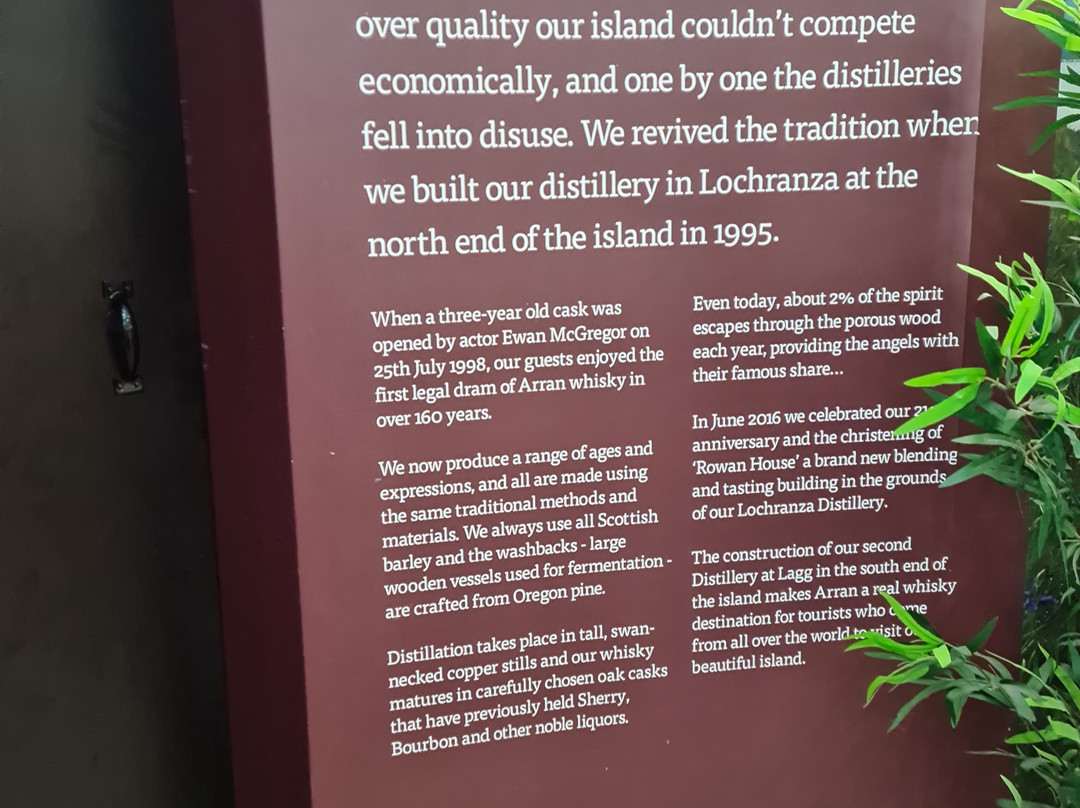 over quality our island couldn't compete
economically, and one by one the distilleries
fell into disuse. We revived the tradition when
we built our distillery in Lochranza at the
north end of the island in 1995.
When a three-year old cask was
opened by actor Ewan McGregor on
25th July 1998, our guests enjoyed the
first legal dram of Arran whisky in
over 160 years.
We now produce a range of ages and
expressions, and all are made using
the same traditional methods and
materials. We always use all Scottish
barley and the washbacks - large
wooden vessels used for fermentation -
are crafted from Oregon pine.
Distillation takes place in tall, swan-
necked copper stills and our whisky
matures in carefully chosen oak casks
that have previously held Sherry,
Bourbon and other noble liquors.
Even today, about 2% of the spirit
escapes through the porous wood
each year, providing the angels with
their famous share...
In June 2016 we celebrated our
anniversary and the christening of
'Rowan House' a brand new blending
and tasting building in the grounds
of our Lochranza Distillery.
The construction of our second
Distillery at Lagg in the south end of
the island makes Arran a real whisky
destination for tourists who come
from all over the world to visit
beautiful island.